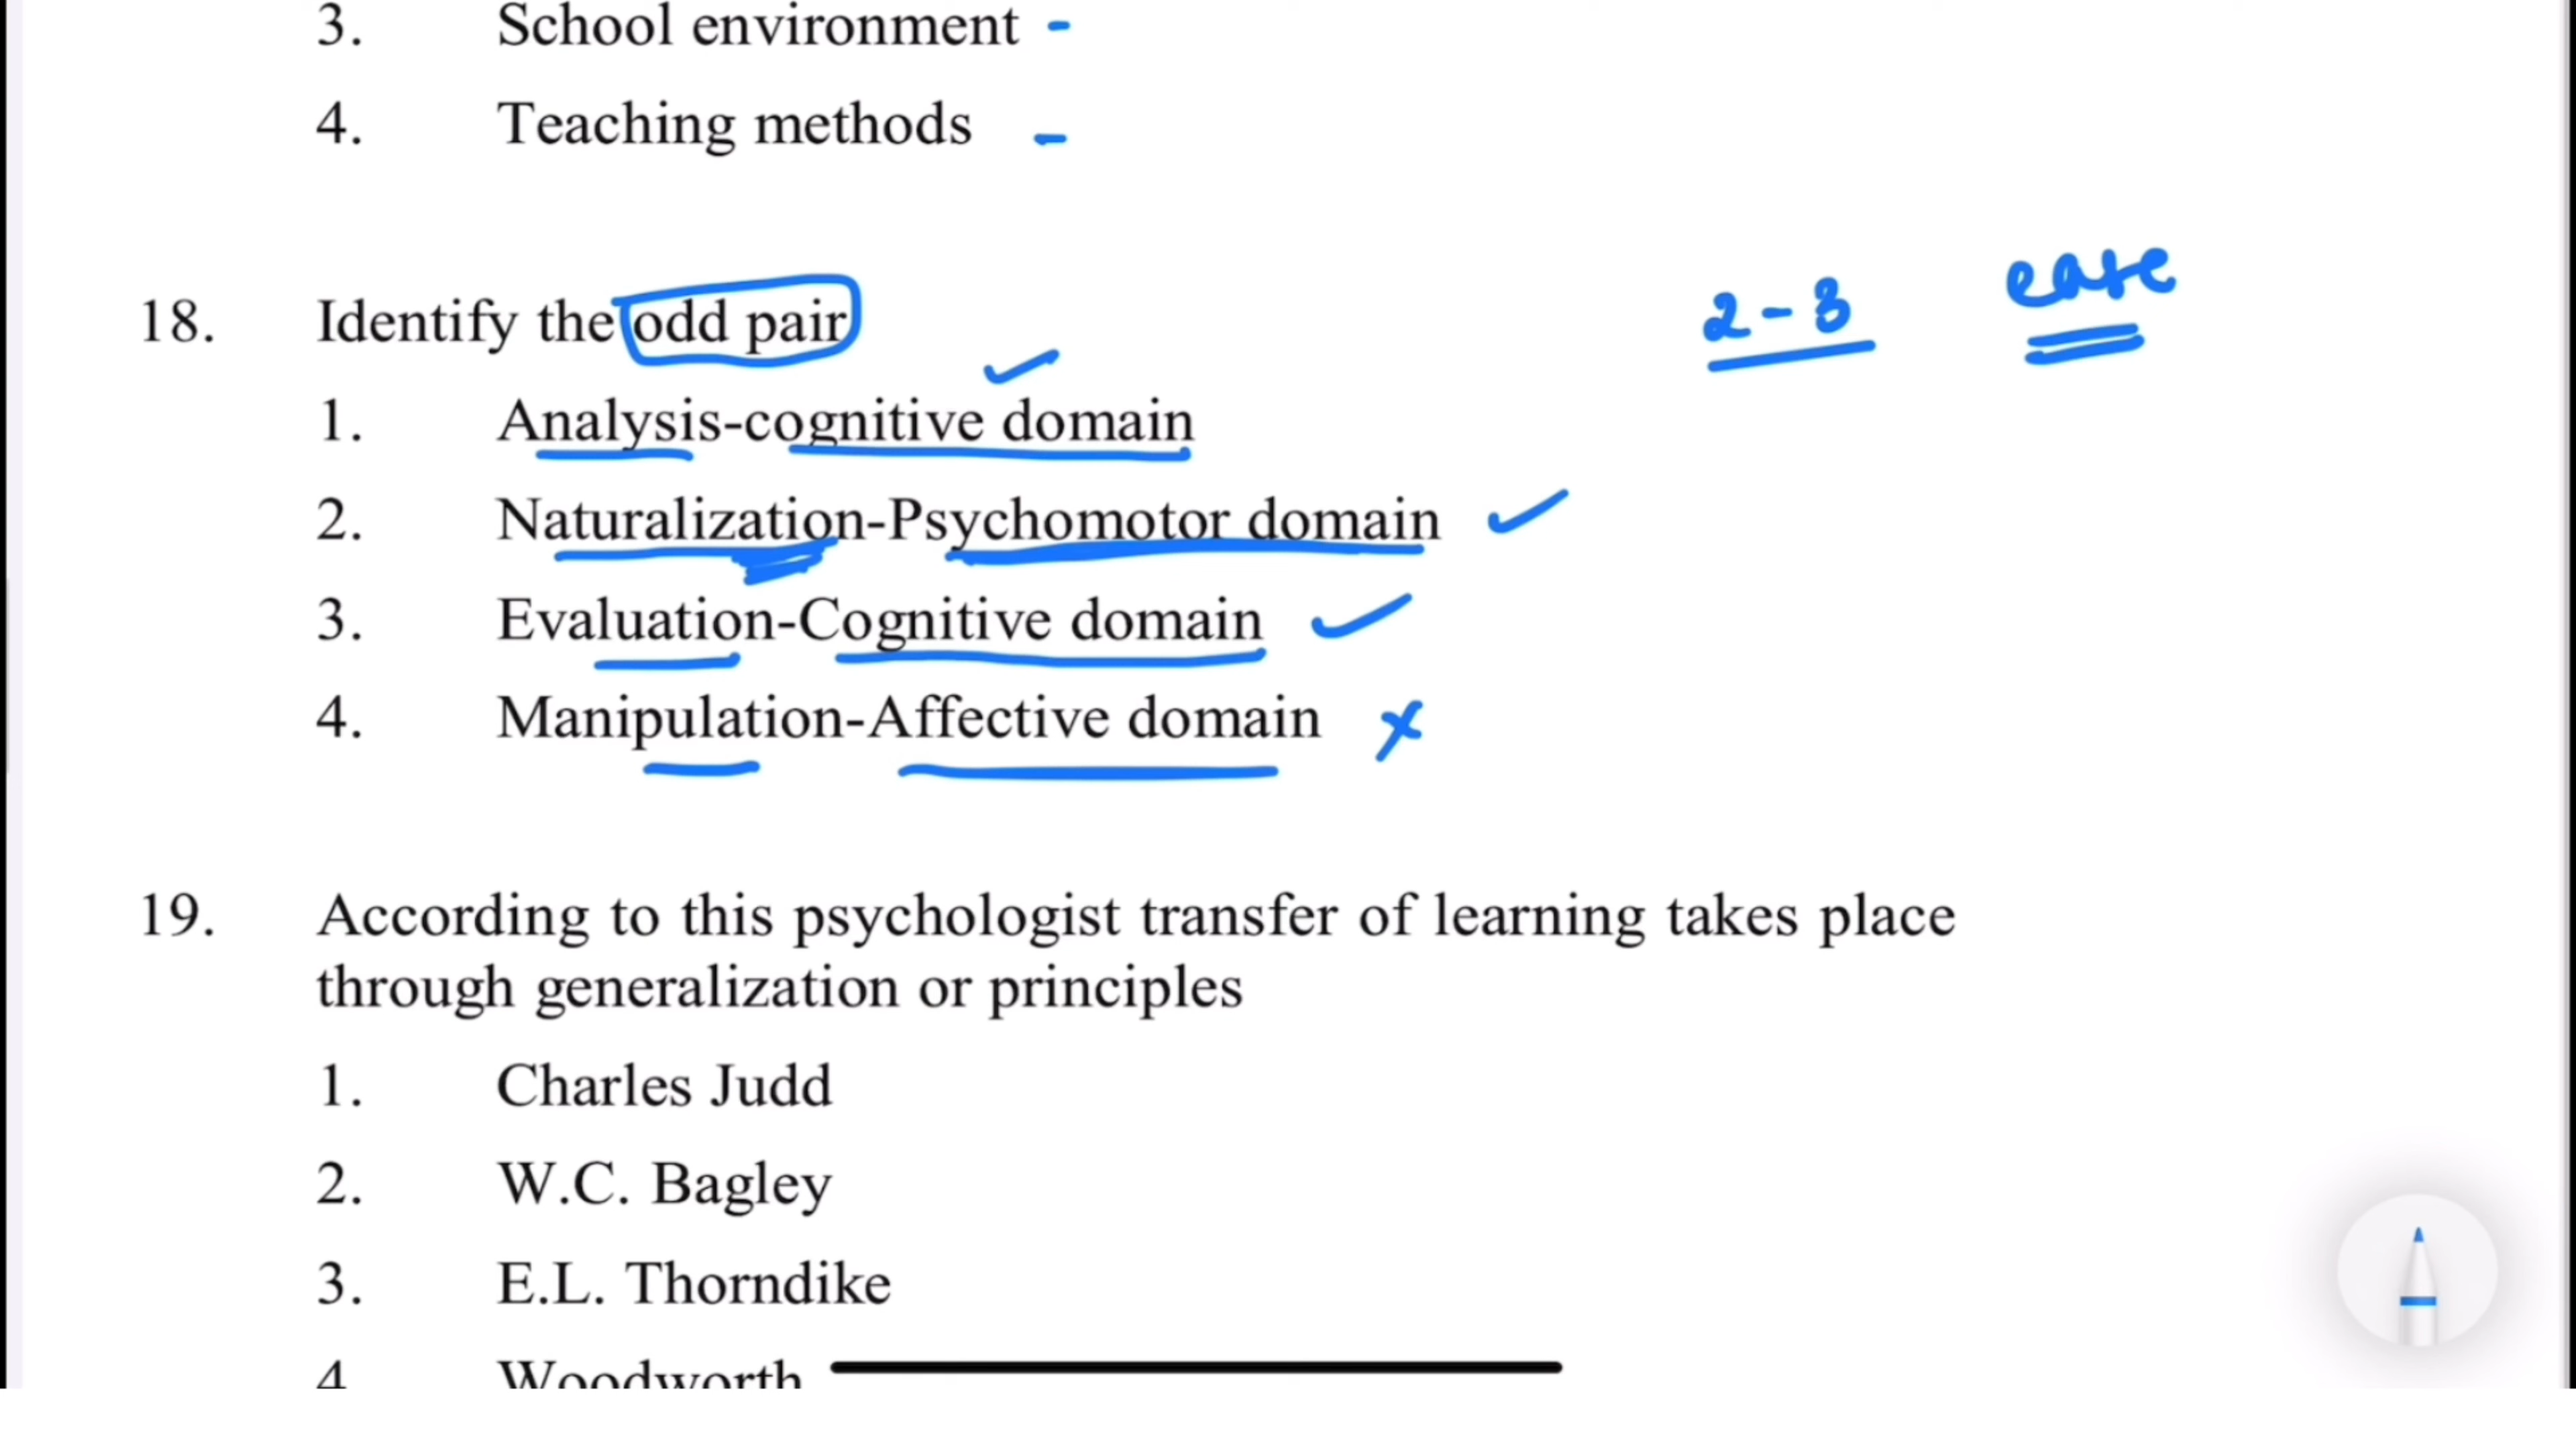 3. School environment -
4. Teaching methods -
18. Identify the odd pair
2-3 ease
1. Analysis-cognitive domain
2. Naturalization-Psychomotor domain
3. Evaluation-Cognitive domain
4. Manipulation-Affective domain
19. According to this psychologist transfer of learning takes place
through generalization or principles
1. Charles Judd
2. W.C. Bagley
3. E.L. Thorndike
4 Woodworth